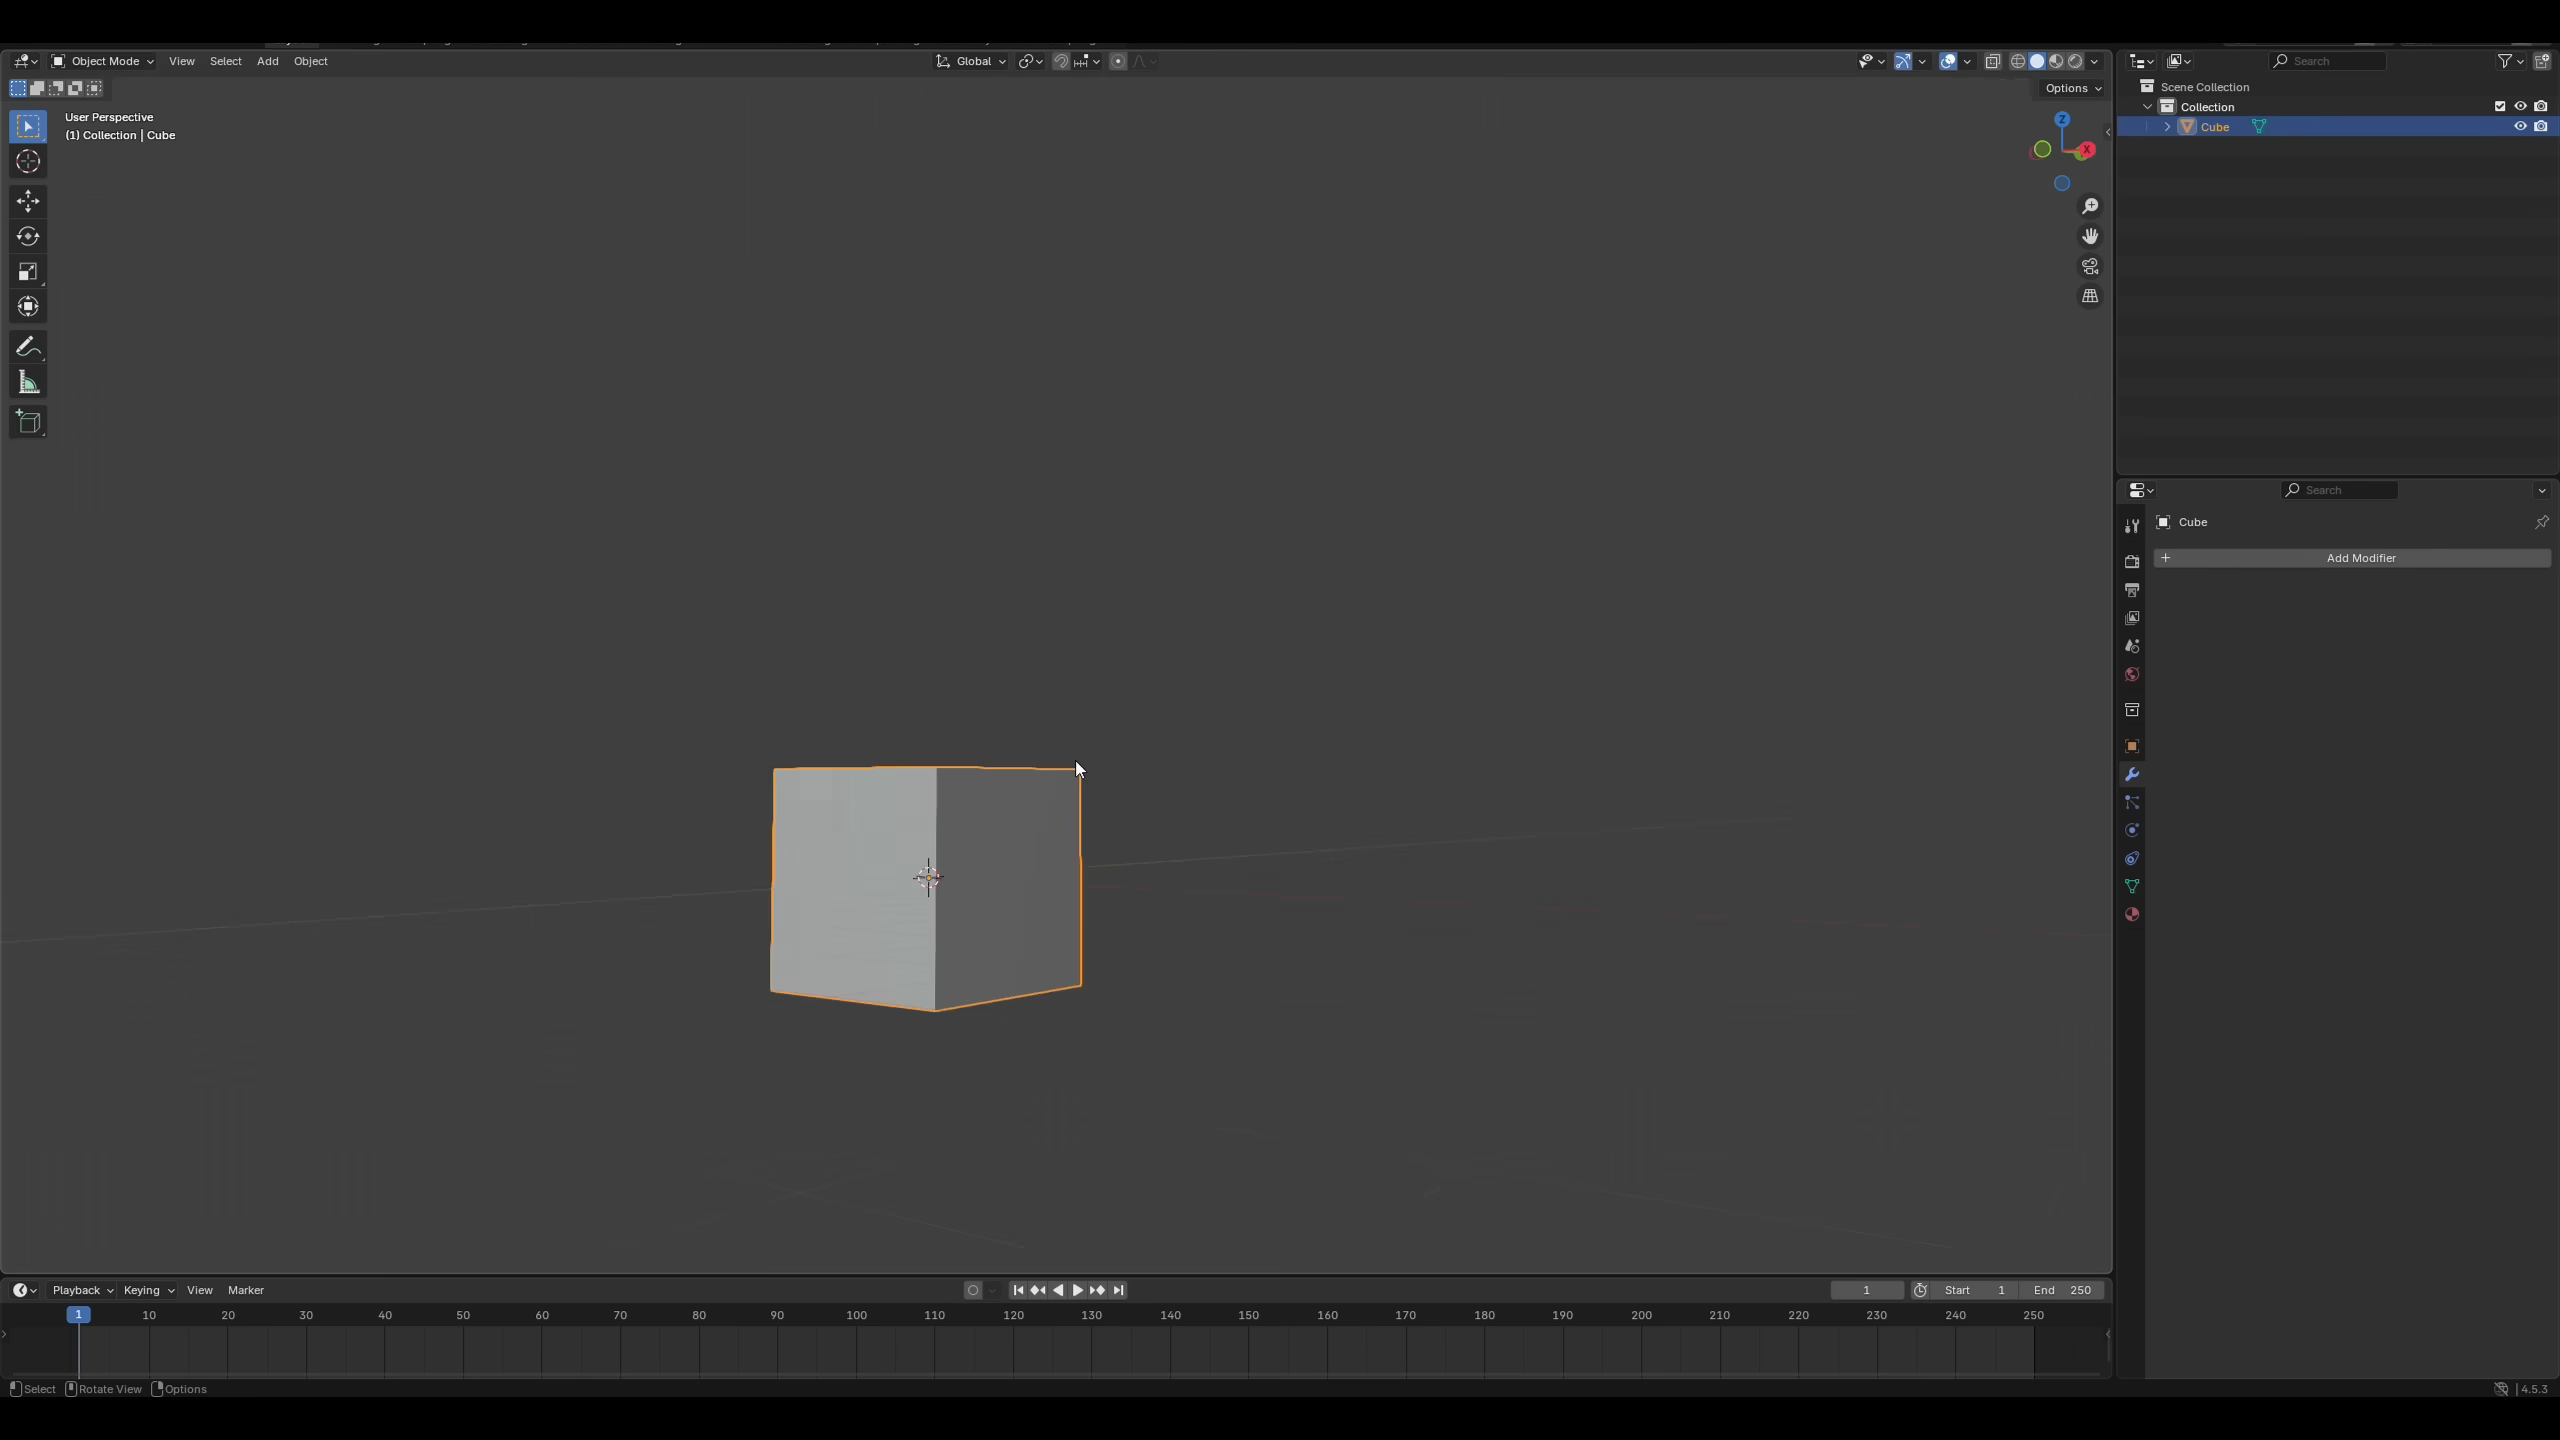 Object Mode View Select Add Object Global
Options
User Perspective
(1) Collection | Cube
Z
X
Search
Scene Collection
Collection
Cube
Search
Cube
+ Add Modifier
Playback Keying View Marker 1 Start 1 End 250
1 10 20 30 40 50 60 70 80 90 100 110 120 130 140 150 160 170 180 190 200 210 220 230 240 250
Select Rotate View Options 4.5.3